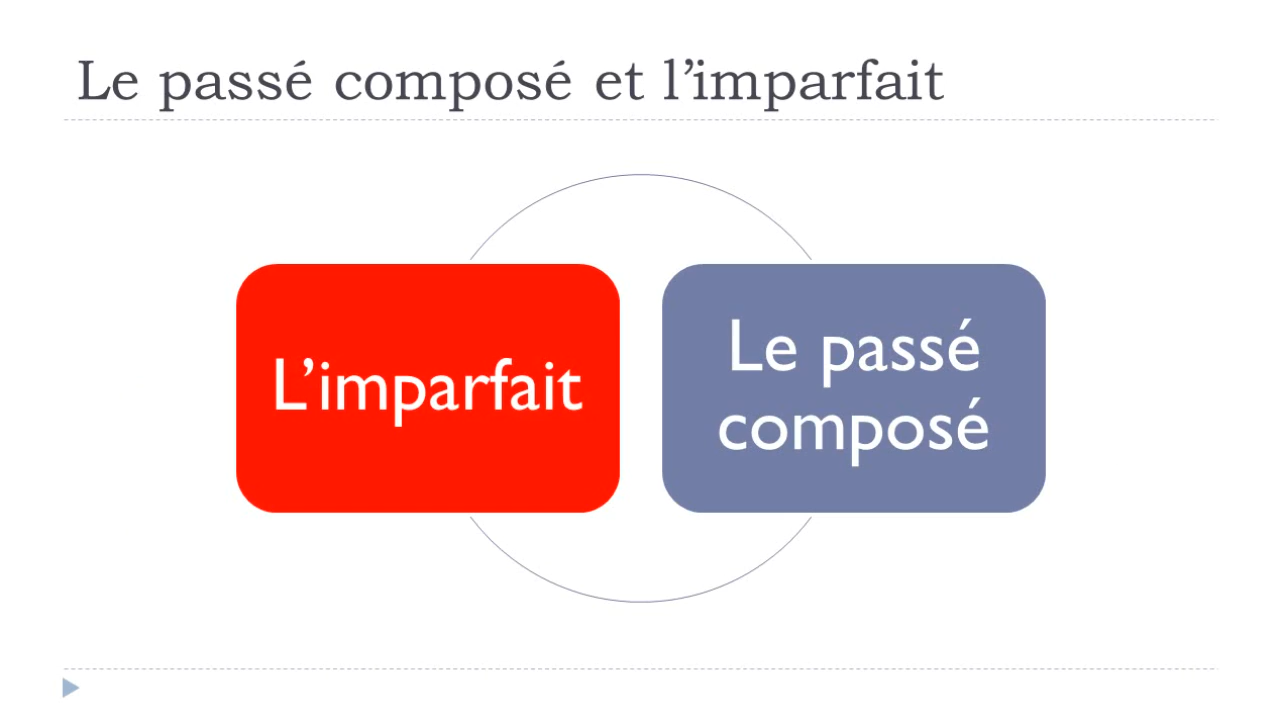 Le passé composé et l’imparfait
L’imparfait
Le passé
composé